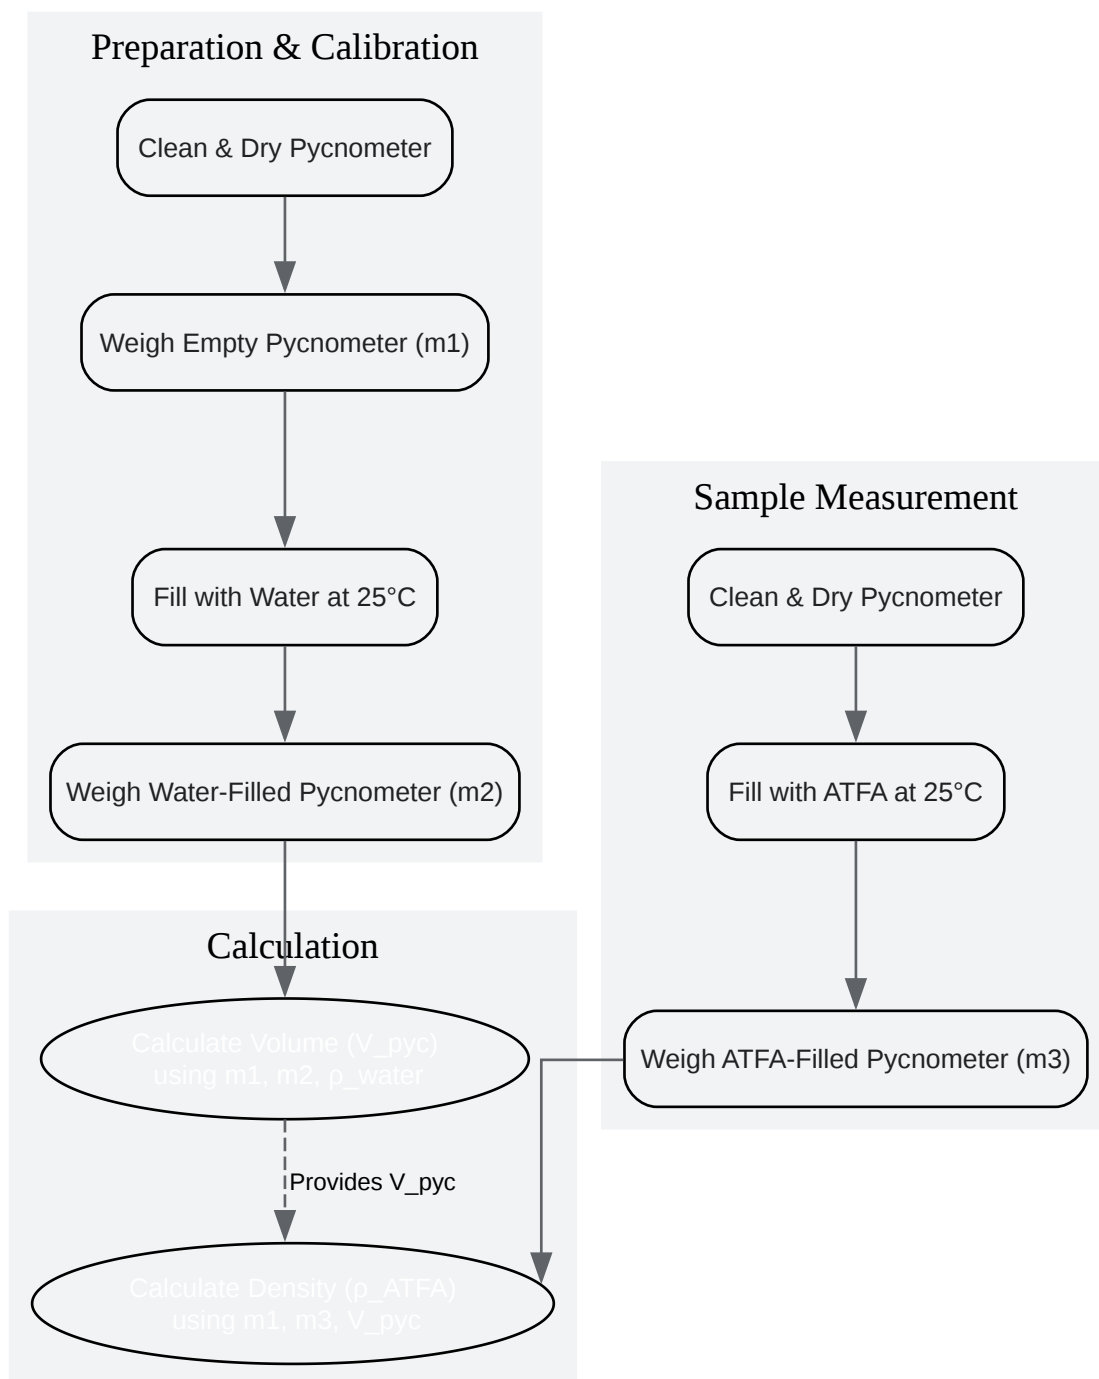 Preparation & Calibration
Clean & Dry Pycnometer
Weigh Empty Pycnometer (m1)
Fill with Water at 25°C
Weigh Water-Filled Pycnometer (m2)
Sample Measurement
Clean & Dry Pycnometer
Fill with ATFA at 25°C
Weigh ATFA-Filled Pycnometer (m3)
Calculation
Calculate Volume (V_pyc)
using m1, m2, ρ_water
Provides V_pyc
Calculate Density (ρ_ATFA)
using m1, m3, V_pyc